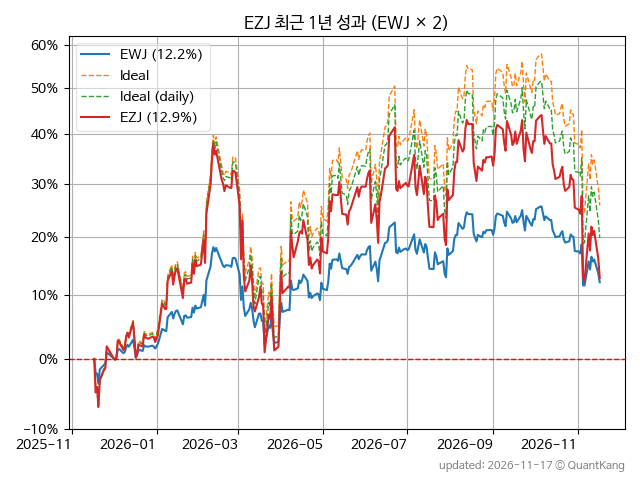 EZJ 최근 1년 성과 (EWJ × 2)
EWJ (12.2%)
Ideal
Ideal (daily)
EZJ (12.9%)
60%
50%
40%
30%
20%
10%
0%
−10%
2025-11 2026-01 2026-03 2026-05 2026-07 2026-09 2026-11
updated: 2026-11-17 © QuantKang